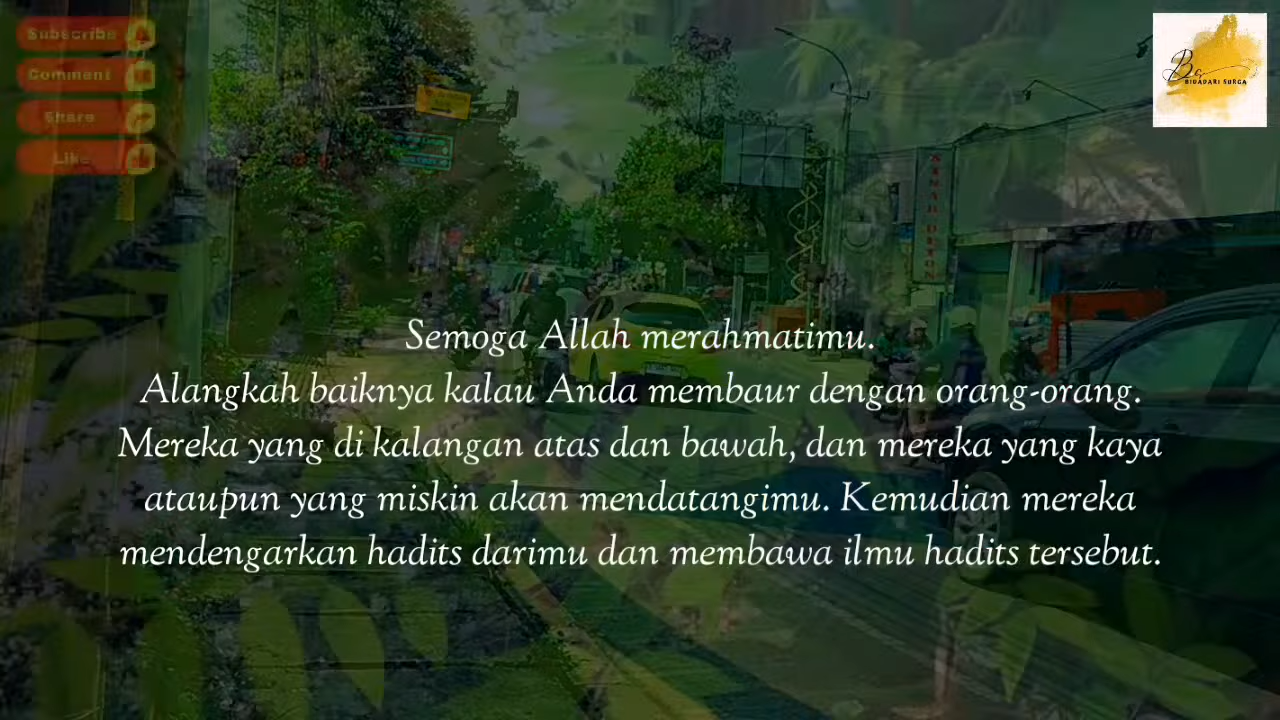 Subscribe
Comment
Share
Like
BIDADARI SURGA
Semoga Allah merahmatimu.
Alangkah baiknya kalau Anda membaur dengan orang-orang.
Mereka yang di kalangan atas dan bawah, dan mereka yang kaya
ataupun yang miskin akan mendatangimu. Kemudian mereka
mendengarkan hadits darimu dan membawa ilmu hadits tersebut.